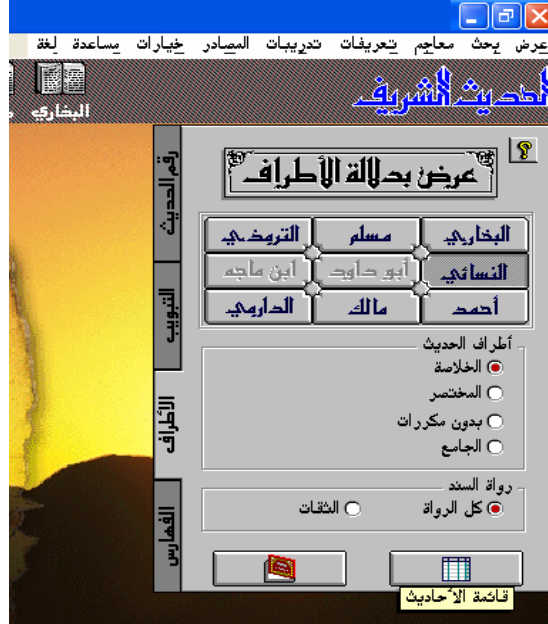 عرض يحث معاجم تعريفات تدريبات المصادر خيارات مساعدة لغة
الحديث الشريف
البخاري
عرض بدلالة الأطراف
البخاري مسلم الترمذي
النسائي أبو داود ابن ماجه
أحمد مالك الدارمي
أطراف الحديث
الخلاصة
المختصر
بدون مكررات
الجامع
رواة السند
كل الرواة الثقات
قائمة الأحاديث
رقم الحديث
التبويب
الأطراف
الفهارس